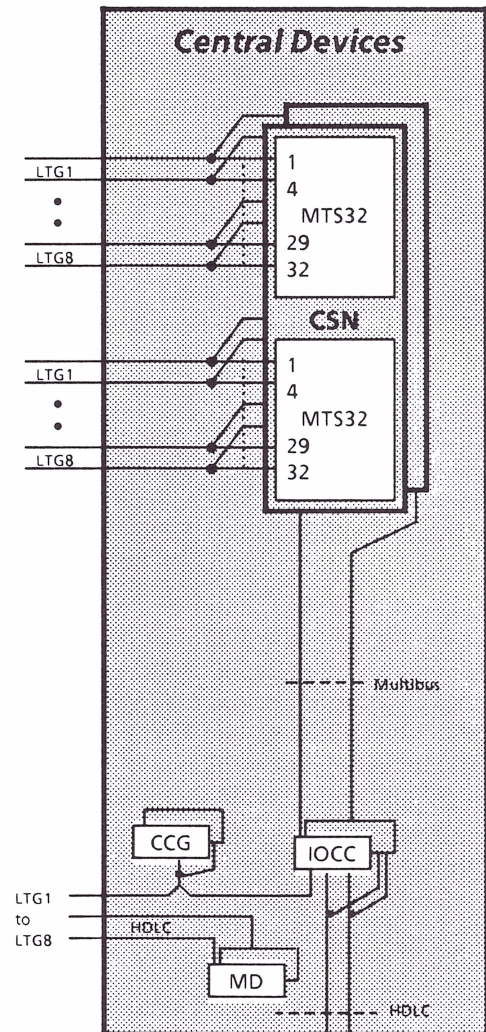 Central Devices
LTG1
1
4
MTS32
29
LTG8
32
CSN
LTG1
1
4
MTS32
29
LTG8
32
Multibus
CCG
IOCC
LTG1
to
HDLC
LTG8
MD
HDLC